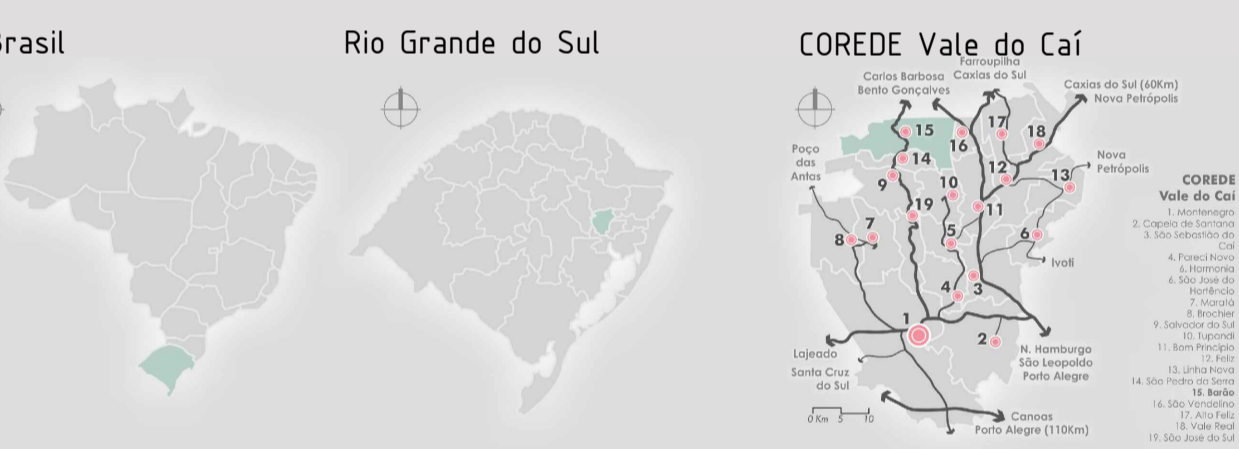 Brasil
Rio Grande do Sul
COREDE Vale do Caí
Farroupilha
Caxias do Sul
Carlos Barbosa
Bento Gonçalves
Caxias do Sul (60Km)
Nova Petrópolis
15
17
18
16
Poço
das
Antas
14
12
Nova
Petrópolis
13
9
10
19
11
7
8
5
6
Ivoti
4
3
1
2
Lajeado
Santa Cruz
do Sul
N. Hamburgo
São Leopoldo
Porto Alegre
0 Km 5 10
Canoas
Porto Alegre (110Km)
COREDE
Vale do Caí
1. Montenegro
2. Capela de Santana
3. São Sebastião do
Caí
4. Pareci Novo
5. Harmonia
6. São José do
Hortêncio
7. Maratá
8. Brochier
9. Salvador do Sul
10. Tupandi
11. Bom Princípio
12. Feliz
13. Linha Nova
14. São Pedro da Serra
15. Barão
16. São Vendelino
17. Alto Feliz
18. Vale Real
19. São José do Sul